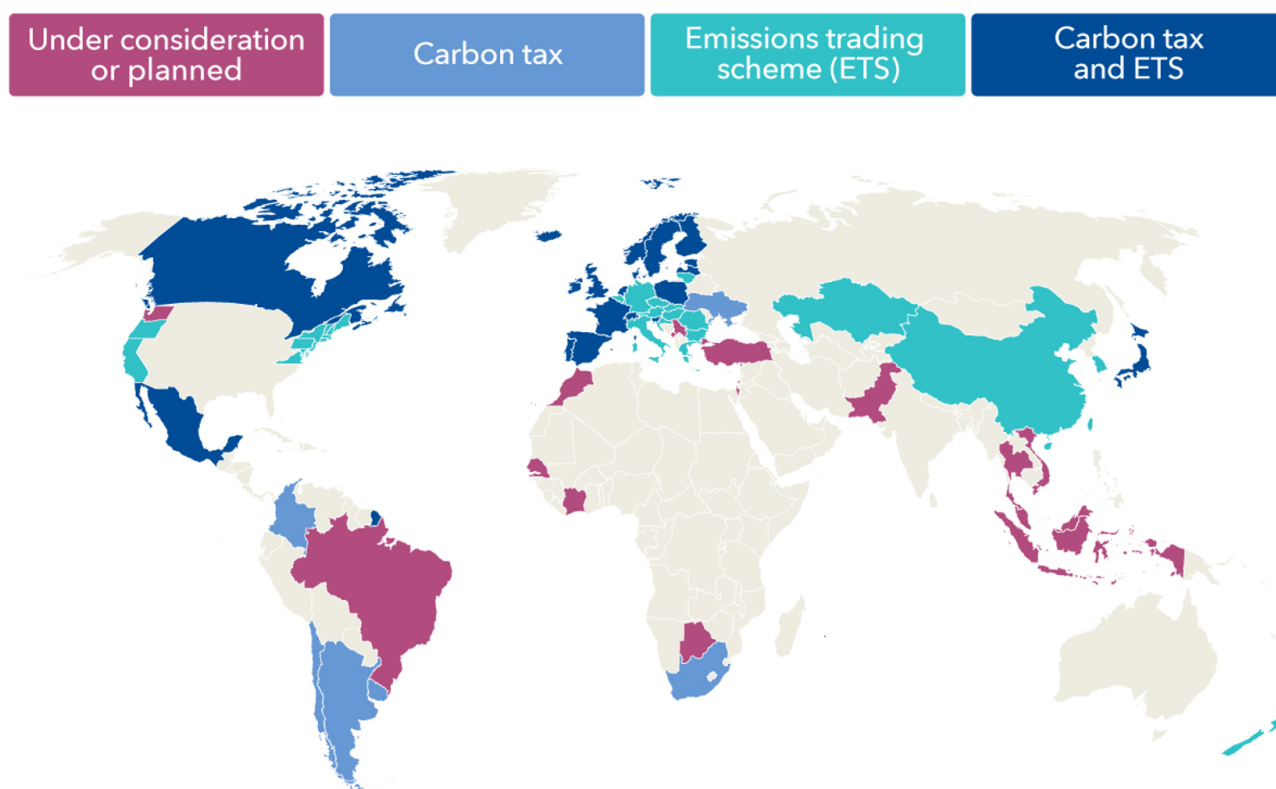 Under consideration
or planned
Carbon tax
Emissions trading
scheme (ETS)
Carbon tax
and ETS